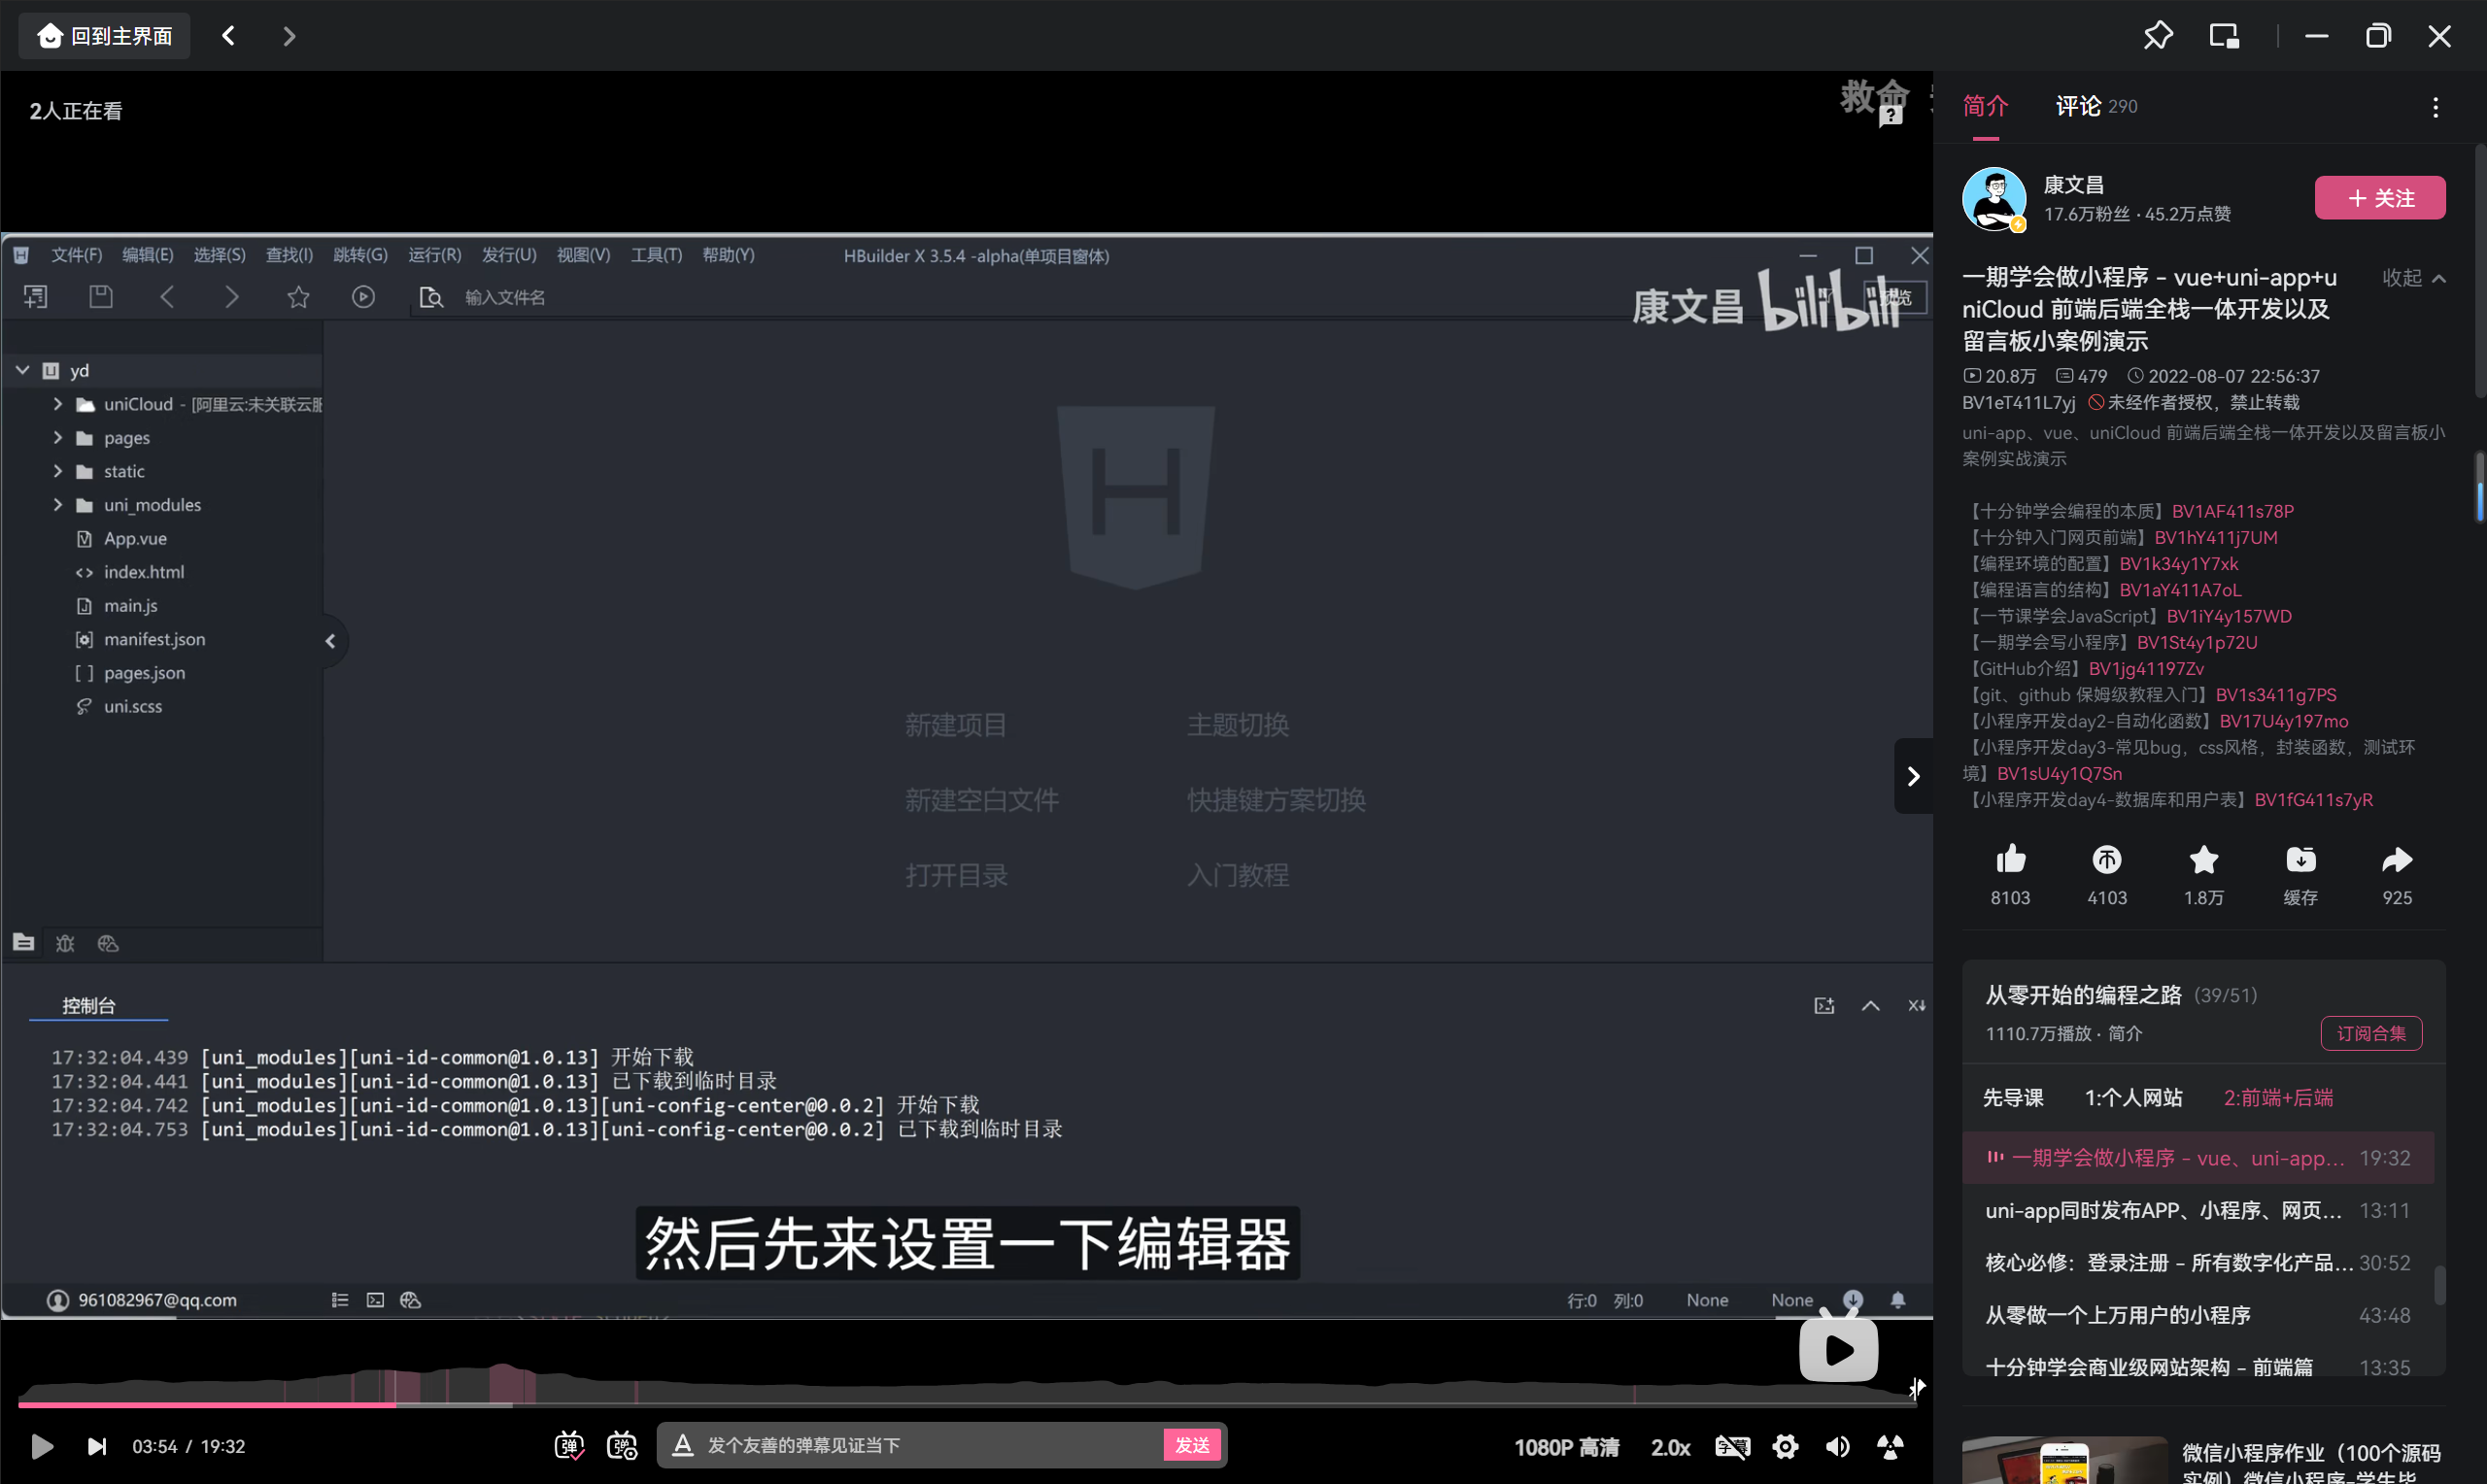 回到主界面
2人正在看
救命
文件(F) 编辑(E) 选择(S) 查找(I) 跳转(G) 运行(R) 发行(U) 视图(V) 工具(T) 帮助(Y)
HBuilder X 3.5.4 -alpha(单项目窗体)
输入文件名
康文昌 bilibili
yd
uniCloud - [阿里云:未关联云服
pages
static
uni_modules
App.vue
index.html
main.js
manifest.json
pages.json
uni.scss
新建项目 主题切换
新建空白文件 快捷键方案切换
打开目录 入门教程
控制台
17:32:04.439 [uni_modules][uni-id-common@1.0.13] 开始下载
17:32:04.441 [uni_modules][uni-id-common@1.0.13] 已下载到临时目录
17:32:04.742 [uni_modules][uni-id-common@1.0.13][uni-config-center@0.0.2] 开始下载
17:32:04.753 [uni_modules][uni-id-common@1.0.13][uni-config-center@0.0.2] 已下载到临时目录
然后先来设置一下编辑器
961082967@qq.com
行:0 列:0 None None
03:54 / 19:32
发个友善的弹幕见证当下
发送
1080P 高清 2.0x 字幕
简介 评论 290
康文昌
17.6万粉丝 · 45.2万点赞
关注
一期学会做小程序 - vue+uni-app+u
niCloud 前端后端全栈一体开发以及
留言板小案例演示
收起
20.8万 479 2022-08-07 22:56:37
BV1eT411L7yj 未经作者授权，禁止转载
uni-app、vue、uniCloud 前端后端全栈一体开发以及留言板小
案例实战演示
【十分钟学会编程的本质】BV1AF411s78P
【十分钟入门网页前端】BV1hY411j7UM
【编程环境的配置】BV1k34y1Y7xk
【编程语言的结构】BV1aY411A7oL
【一节课学会JavaScript】BV1iY4y157WD
【一期学会写小程序】BV1St4y1p72U
【GitHub介绍】BV1jg41197Zv
【git、github 保姆级教程入门】BV1s3411g7PS
【小程序开发day2-自动化函数】BV17U4y197mo
【小程序开发day3-常见bug，css风格，封装函数，测试环
境】BV1sU4y1Q7Sn
【小程序开发day4-数据库和用户表】BV1fG411s7yR
8103 4103 1.8万 缓存 925
从零开始的编程之路 (39/51)
1110.7万播放 · 简介
订阅合集
先导课 1:个人网站 2:前端+后端
一期学会做小程序 - vue、uni-app... 19:32
uni-app同时发布APP、小程序、网页... 13:11
核心必修：登录注册 - 所有数字化产品... 30:52
从零做一个上万用户的小程序 43:48
十分钟学会商业级网站架构 - 前端篇 13:35
微信小程序作业（100个源码
实例）微信小程序-学生毕